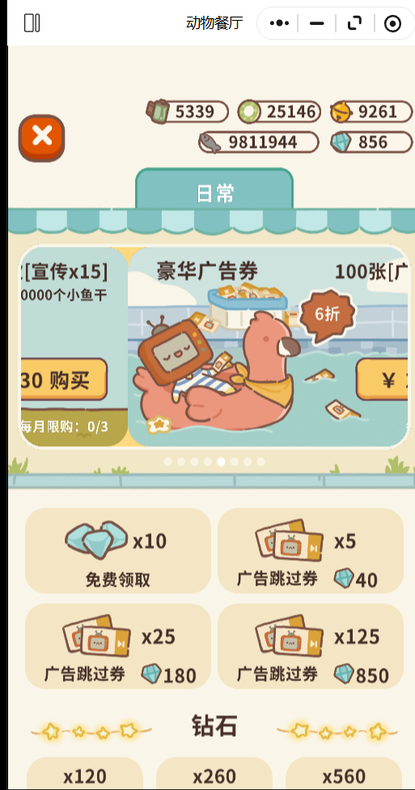 动物餐厅
5339
25146
9261
9811944
856
日常
[宣传x15]
豪华广告券
100张[广
0000个小鱼干
6折
30 购买
¥
每月限购：0/3
x10
免费领取
x5
广告跳过券
40
x25
广告跳过券
180
x125
广告跳过券
850
钻石
x120
x260
x560